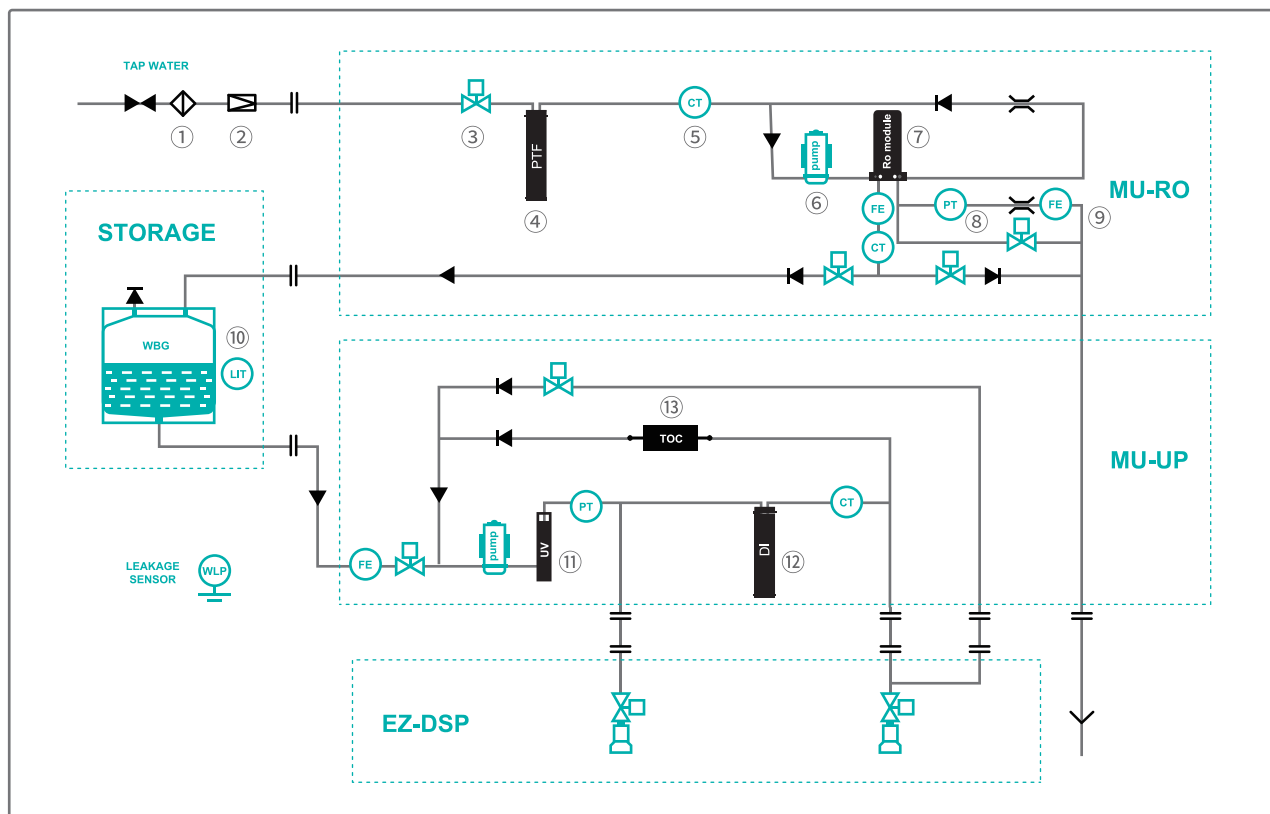 TAP WATER
①
②
③
PTF
④
CT
⑤
pump
⑥
Ro module
⑦
FE
CT
PT
⑧
FE
⑨
MU-RO
STORAGE
WBG
⑩
LIT
LEAKAGE
SENSOR
WLP
MU-UP
⑬
TOC
FE
pump
UV
⑪
PT
DI
⑫
CT
EZ-DSP